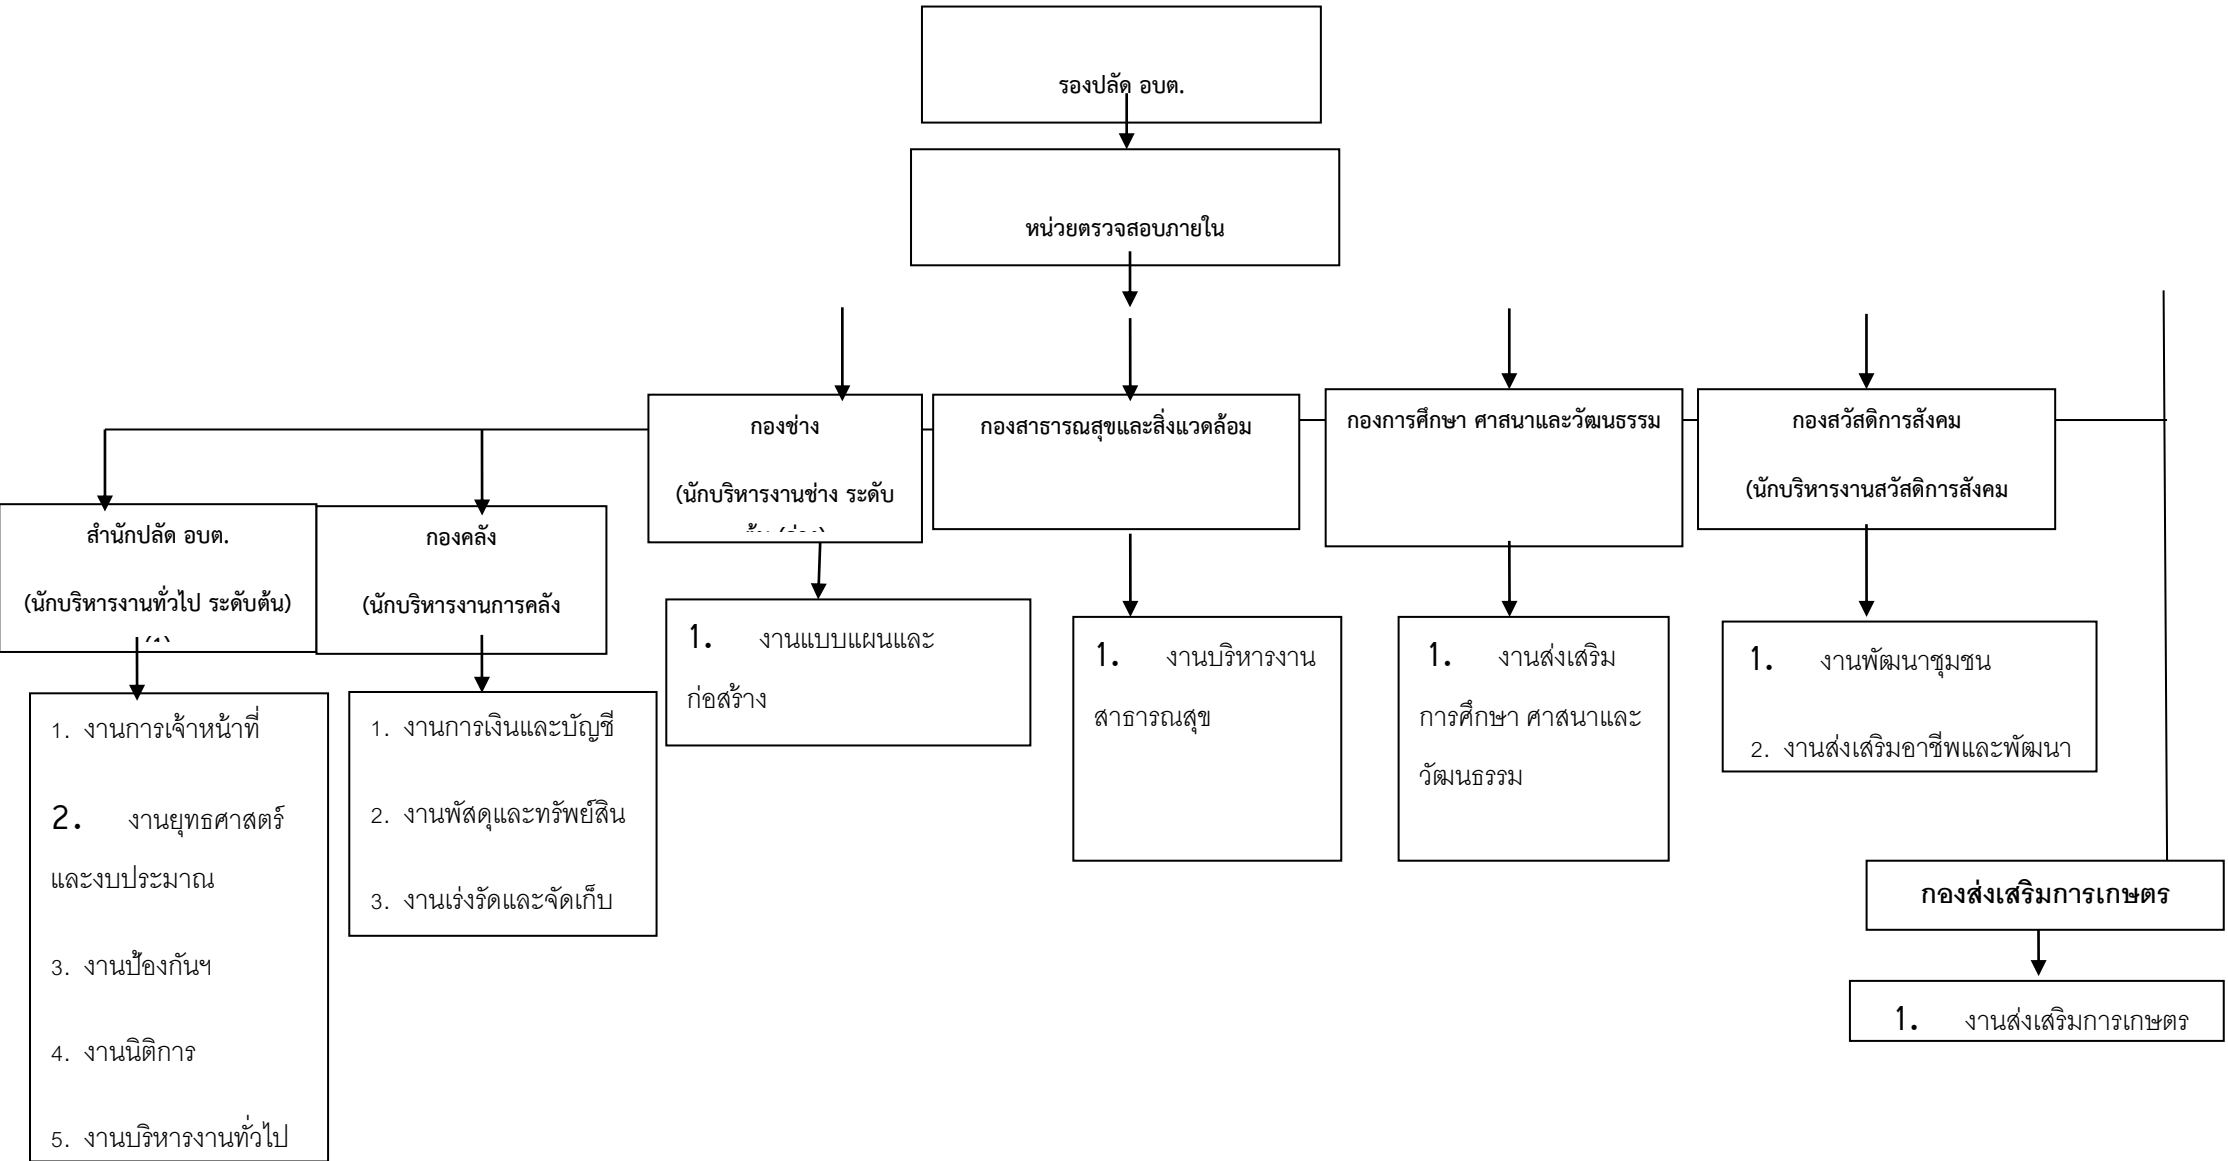 รองปลัด อบต.
หน่วยตรวจสอบภายใน
กองช่าง
(นักบริหารงานช่าง ระดับ
กองสาธารณสุขและสิ่งแวดล้อม
กองการศึกษา ศาสนาและวัฒนธรรม
กองสวัสดิการสังคม
(นักบริหารงานสวัสดิการสังคม
สำนักปลัด อบต.
(นักบริหารงานทั่วไป ระดับต้น)
กองคลัง
(นักบริหารงานการคลัง
1. งานการเจ้าหน้าที่
2. งานยุทธศาสตร์
และงบประมาณ
3. งานป้องกันฯ
4. งานนิติการ
5. งานบริหารงานทั่วไป
1. งานการเงินและบัญชี
2. งานพัสดุและทรัพย์สิน
3. งานเร่งรัดและจัดเก็บ
1. งานแบบแผนและ
ก่อสร้าง
1. งานบริหารงาน
สาธารณสุข
1. งานส่งเสริม
การศึกษา ศาสนาและ
วัฒนธรรม
1. งานพัฒนาชุมชน
2. งานส่งเสริมอาชีพและพัฒนา
กองส่งเสริมการเกษตร
1. งานส่งเสริมการเกษตร